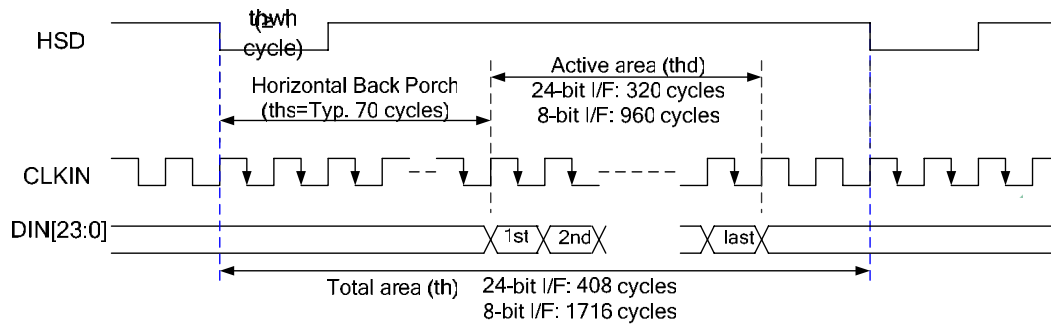 HSD
cycle)
Horizontal Back Porch
(ths=Typ. 70 cycles)
Active area (thd)
24-bit I/F: 320 cycles
8-bit I/F: 960 cycles
CLKIN
DIN[23:0]
1st
2nd
last
Total area (th)
24-bit I/F: 408 cycles
8-bit I/F: 1716 cycles